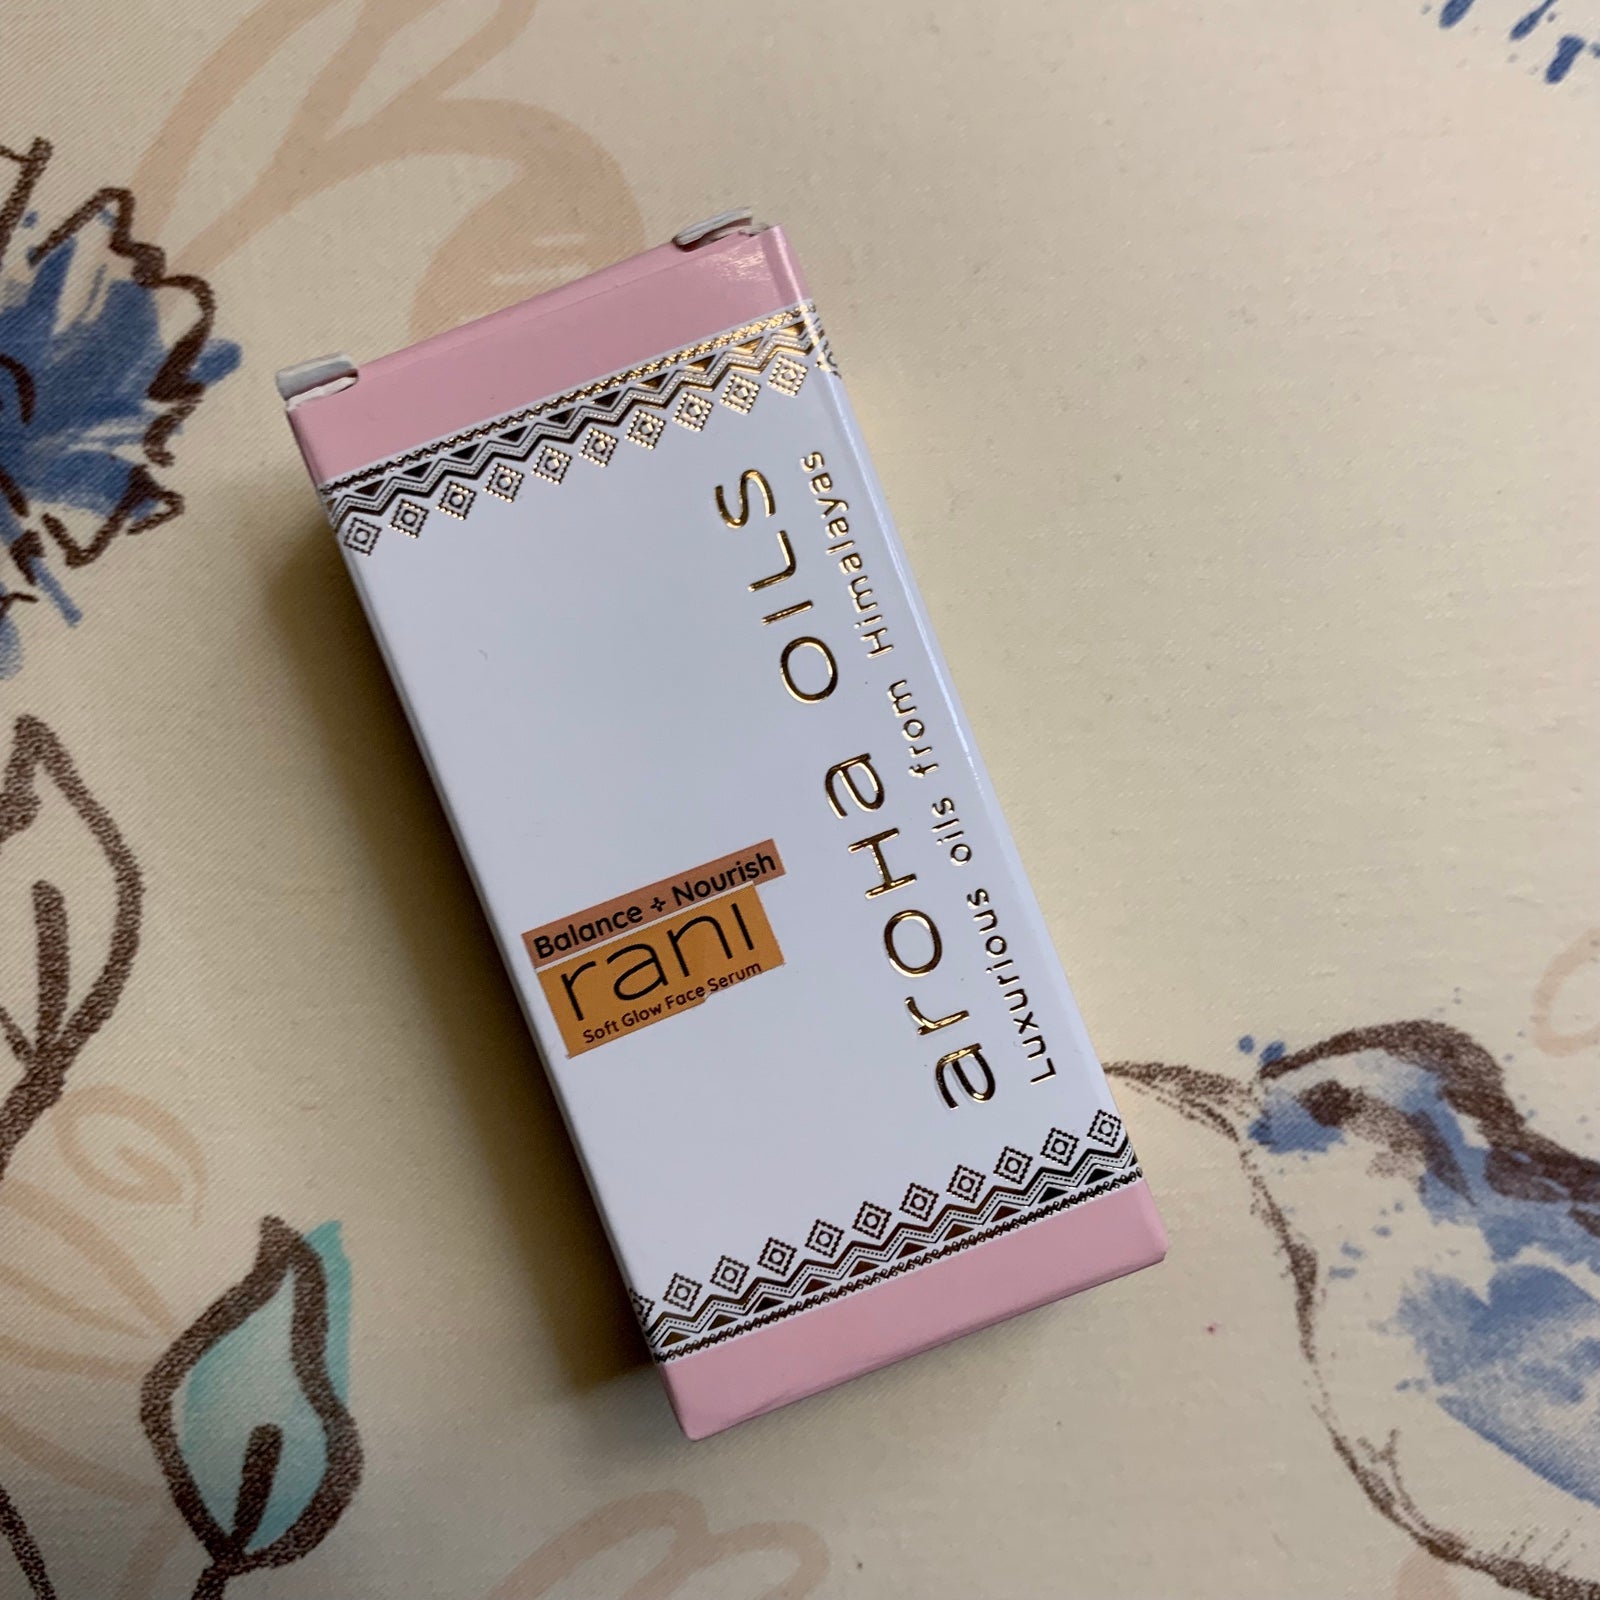 aroHa OILS
Luxurious oils from Himalayas
Balance + Nourish
rani
Soft Glow Face Serum